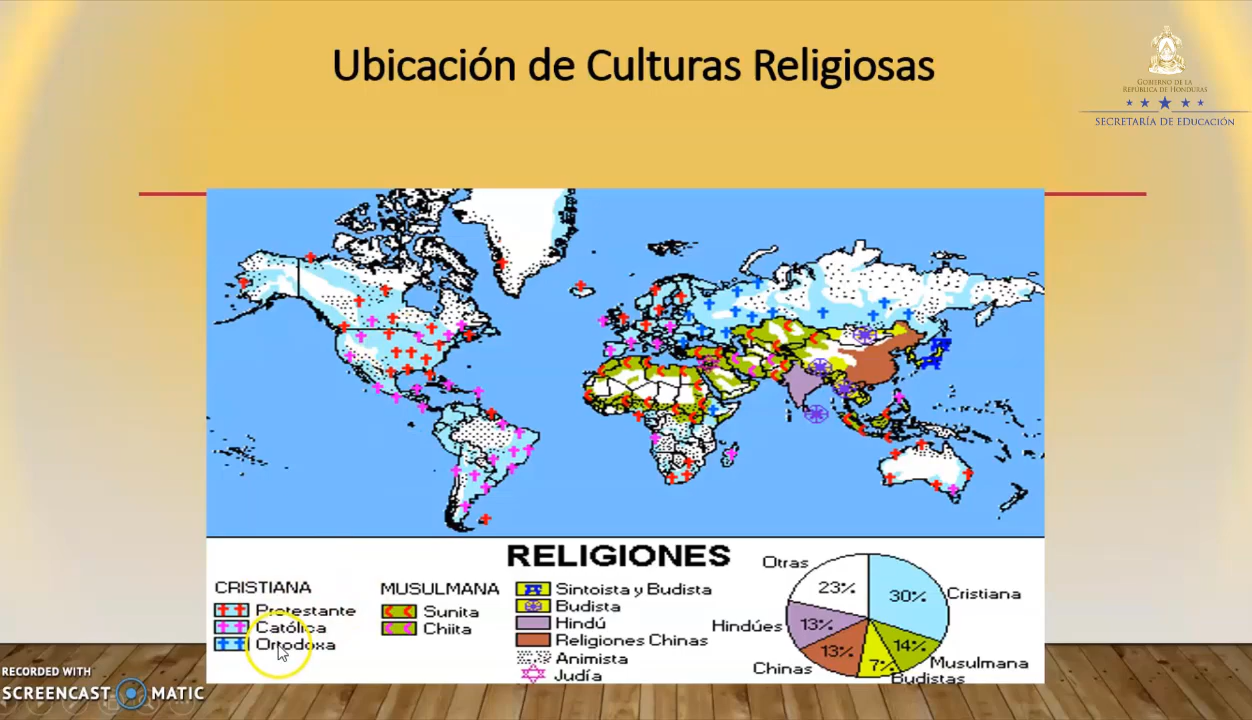 Ubicación de Culturas Religiosas
GOBIERNO DE LA
REPÚBLICA DE HONDURAS
SECRETARÍA DE EDUCACIÓN
RELIGIONES
CRISTIANA
Protestante
Católica
Ortodoxa
MUSULMANA
Sunita
Chiita
Sintoista y Budista
Budista
Hindú
Religiones Chinas
Animista
Judía
Otras
23%
30%
Cristiana
Hindúes
13%
14%
Musulmana
13%
7%
Chinas
Budistas
RECORDED WITH
SCREENCAST MATIC